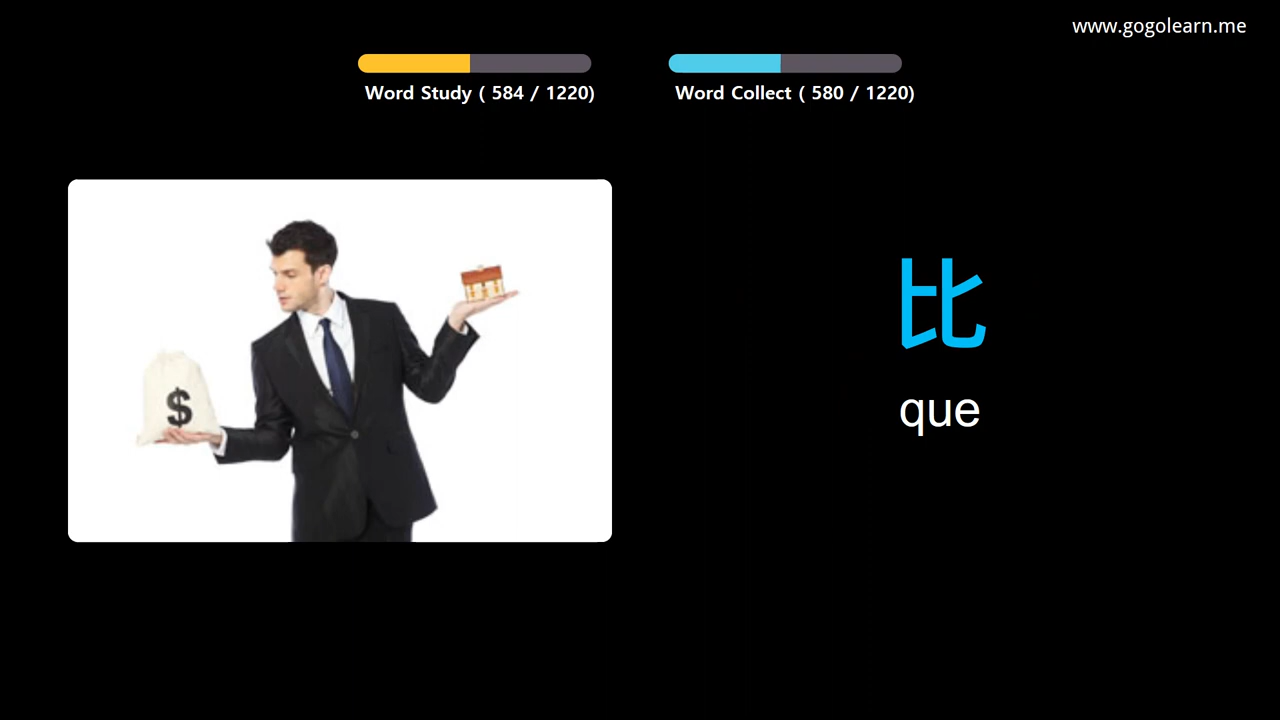 www.gogolearn.me
Word Study ( 584 / 1220)
Word Collect ( 580 / 1220)
$
比
que